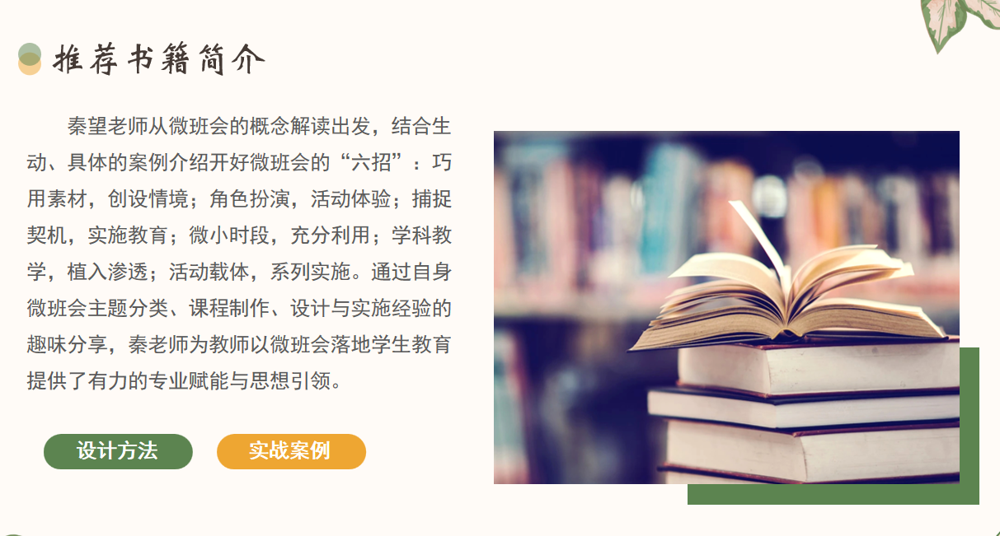 推荐书籍简介
秦望老师从微班会的概念解读出发，结合生
动、具体的案例介绍开好微班会的“六招”：巧
用素材，创设情境；角色扮演，活动体验；捕捉
契机，实施教育；微小时段，充分利用；学科教
学，植入渗透；活动载体，系列实施。通过自身
微班会主题分类、课程制作、设计与实施经验的
趣味分享，秦老师为教师以微班会落地学生教育
提供了有力的专业赋能与思想引领。
设计方法
实战案例